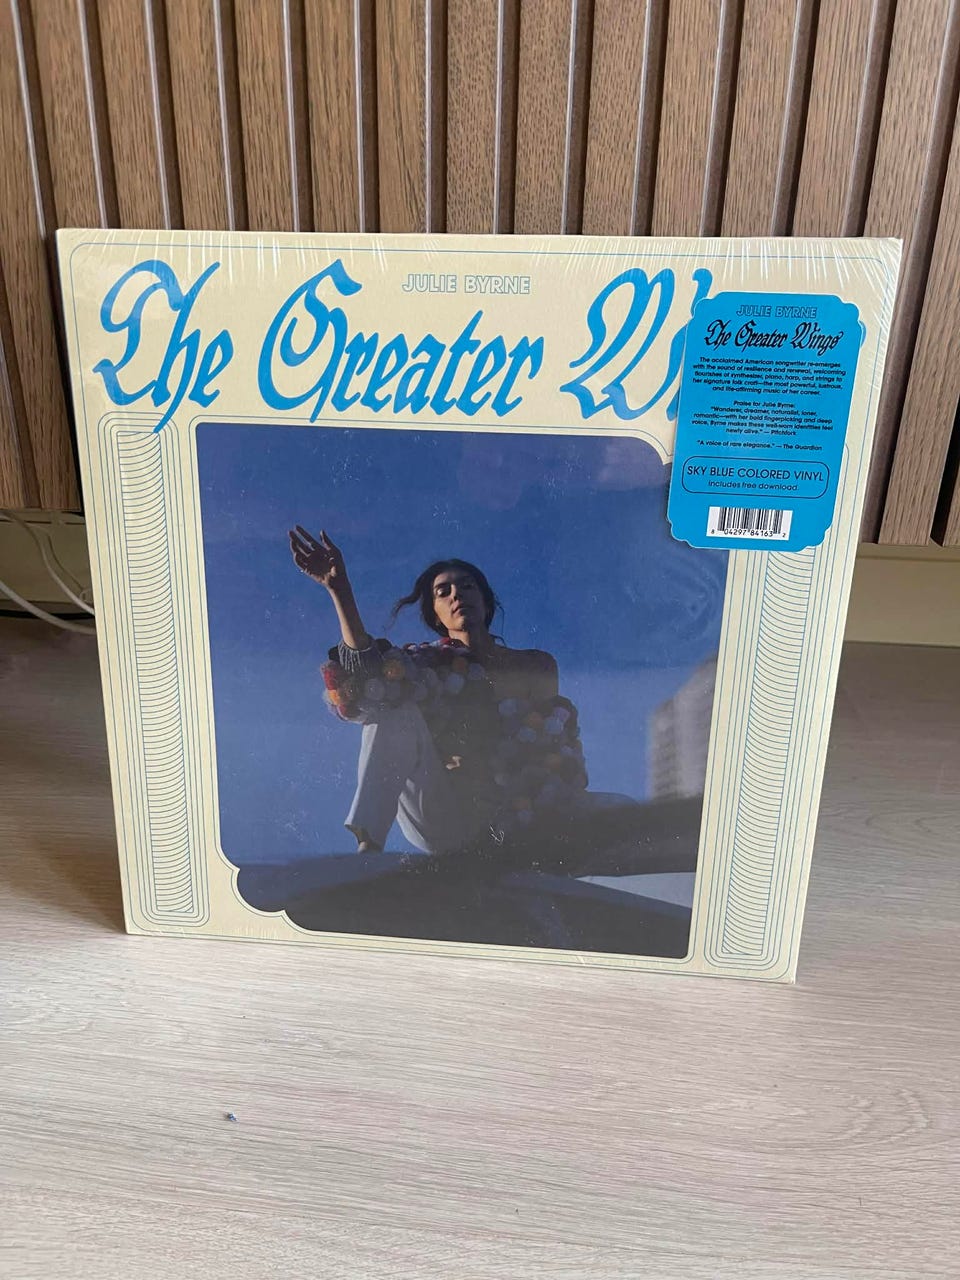 JULIE BYRNE
The Greater Wi
JULIE BYRNE
The Greater Wings
The acclaimed American songwriter re-emerges
with the sound of resilience and renewal, welcoming
flourishes of synthesizer, piano, harp, and strings to
her signature folk craft—the most powerful, lustrous,
and life-affirming music of her career.
Praise for Julie Byrne:
"Wanderer, dreamer, naturalist, loner,
romantic—with her bold fingerpicking and deep
voice, Byrne makes these well-worn identities feel
newly alive." — Pitchfork
"A voice of rare elegance." — The Guardian
SKY BLUE COLORED VINYL
Includes free download.
8 04297 84163 2